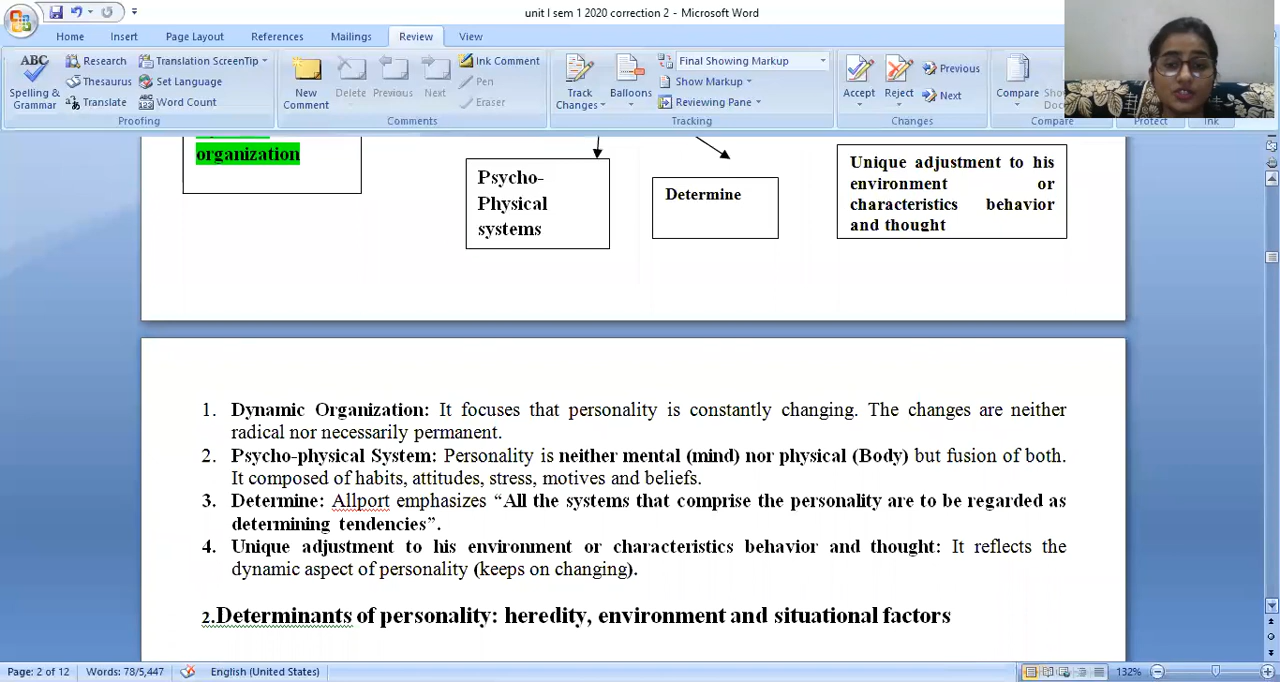 unit I sem 1 2020 correction 2 - Microsoft Word
Home Insert Page Layout References Mailings Review View
ABC Research Translation ScreenTip Ink Comment Final Showing Markup Previous
Thesaurus Set Language Pen Show Markup
Spelling & Grammar Translate Word Count New Comment Delete Previous Next Eraser Track Changes Balloons Reviewing Pane Accept Reject Next Compare
Proofing Comments Tracking Changes Compare Protect Ink
organization
Psycho-
Physical
systems
Determine
Unique adjustment to his
environment or
characteristics behavior
and thought
1. Dynamic Organization: It focuses that personality is constantly changing. The changes are neither
radical nor necessarily permanent.
2. Psycho-physical System: Personality is neither mental (mind) nor physical (Body) but fusion of both.
It composed of habits, attitudes, stress, motives and beliefs.
3. Determine: Allport emphasizes “All the systems that comprise the personality are to be regarded as
determining tendencies”.
4. Unique adjustment to his environment or characteristics behavior and thought: It reflects the
dynamic aspect of personality (keeps on changing).
2.Determinants of personality: heredity, environment and situational factors
Page: 2 of 12 Words: 78/5,447 English (United States) 132%